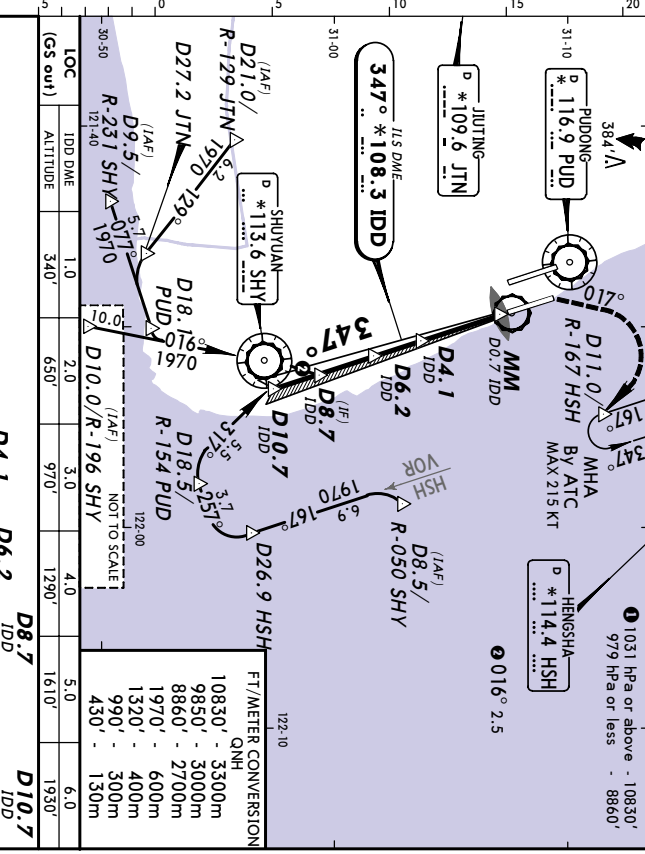 5
0
5
10
15
20
30-50
31-00
31-10
121-40
122-00
122-10
384'
PUDONG
D
* 116.9 PUD
JIUTING
D
*109.6 JTN
ILS DME
347° *108.3 IDD
SHUYUAN
D
*113.6 SHY
HENGSHA
D
*114.4 HSH
(IAF)
D21.0/
R-129 JTN
D27.2 JTN
(IAF)
D9.5/
R-231 SHY
6.2
1970
129°
5.7
077°
1970
D18.1
PUD
016°
1970
10.0
(IAF)
D10.0/R-196 SHY
NOT TO SCALE
347°
2
MM
D0.7 IDD
D4.1
IDD
D6.2
IDD
(IF)
D8.7
IDD
D10.7
IDD
317°
5.5
D18.5/
R-154 PUD
3.7
257°
1970
167°
6.9
D26.9 HSH
HSH
VOR
(IAF)
D8.5/
R-050 SHY
017°
D11.0/
R-167 HSH
167°
347°
MHA
By ATC
MAX 215 KT
1 1031 hPa or above - 10830'
979 hPa or less - 8860'
2 016° 2.5
FT/METER CONVERSION
QNH
10830' - 3300m
9850' - 3000m
8860' - 2700m
1970' - 600m
1320' - 400m
990' - 300m
430' - 130m
LOC
(GS out)
IDD DME
1.0
2.0
3.0
4.0
5.0
6.0
ALTITUDE
340'
650'
970'
1290'
1610'
1930'
D4.1
D6.2
D8.7
IDD
D10.7
IDD